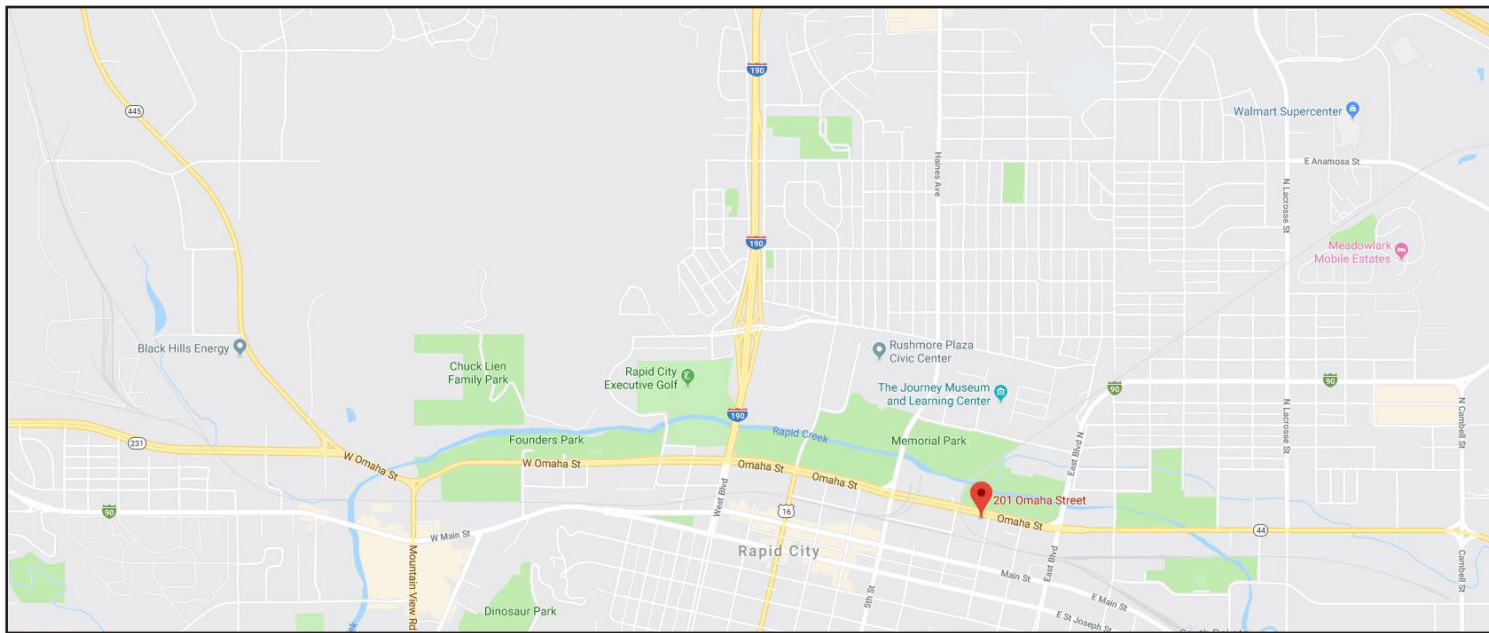 190
445
Walmart Supercenter
E Anamosa St
Haines Ave
N Lacrosse St
190
Meadowlark
Mobile Estates
Black Hills Energy
Rushmore Plaza
Civic Center
Chuck Lien
Family Park
Rapid City
Executive Golf
The Journey Museum
and Learning Center
90
90
190
N Lacrosse St
N Cambell St
231
Founders Park
Rapid Creek
Memorial Park
East Blvd N
W Omaha St
W Omaha St
Omaha St
Omaha St
201 Omaha Street
Omaha St
44
West Blvd
16
90
W Main St
Rapid City
Mountain View Rd
5th St
Main St
East Blvd
Cambell St
Dinosaur Park
E Main St
E St Joseph St